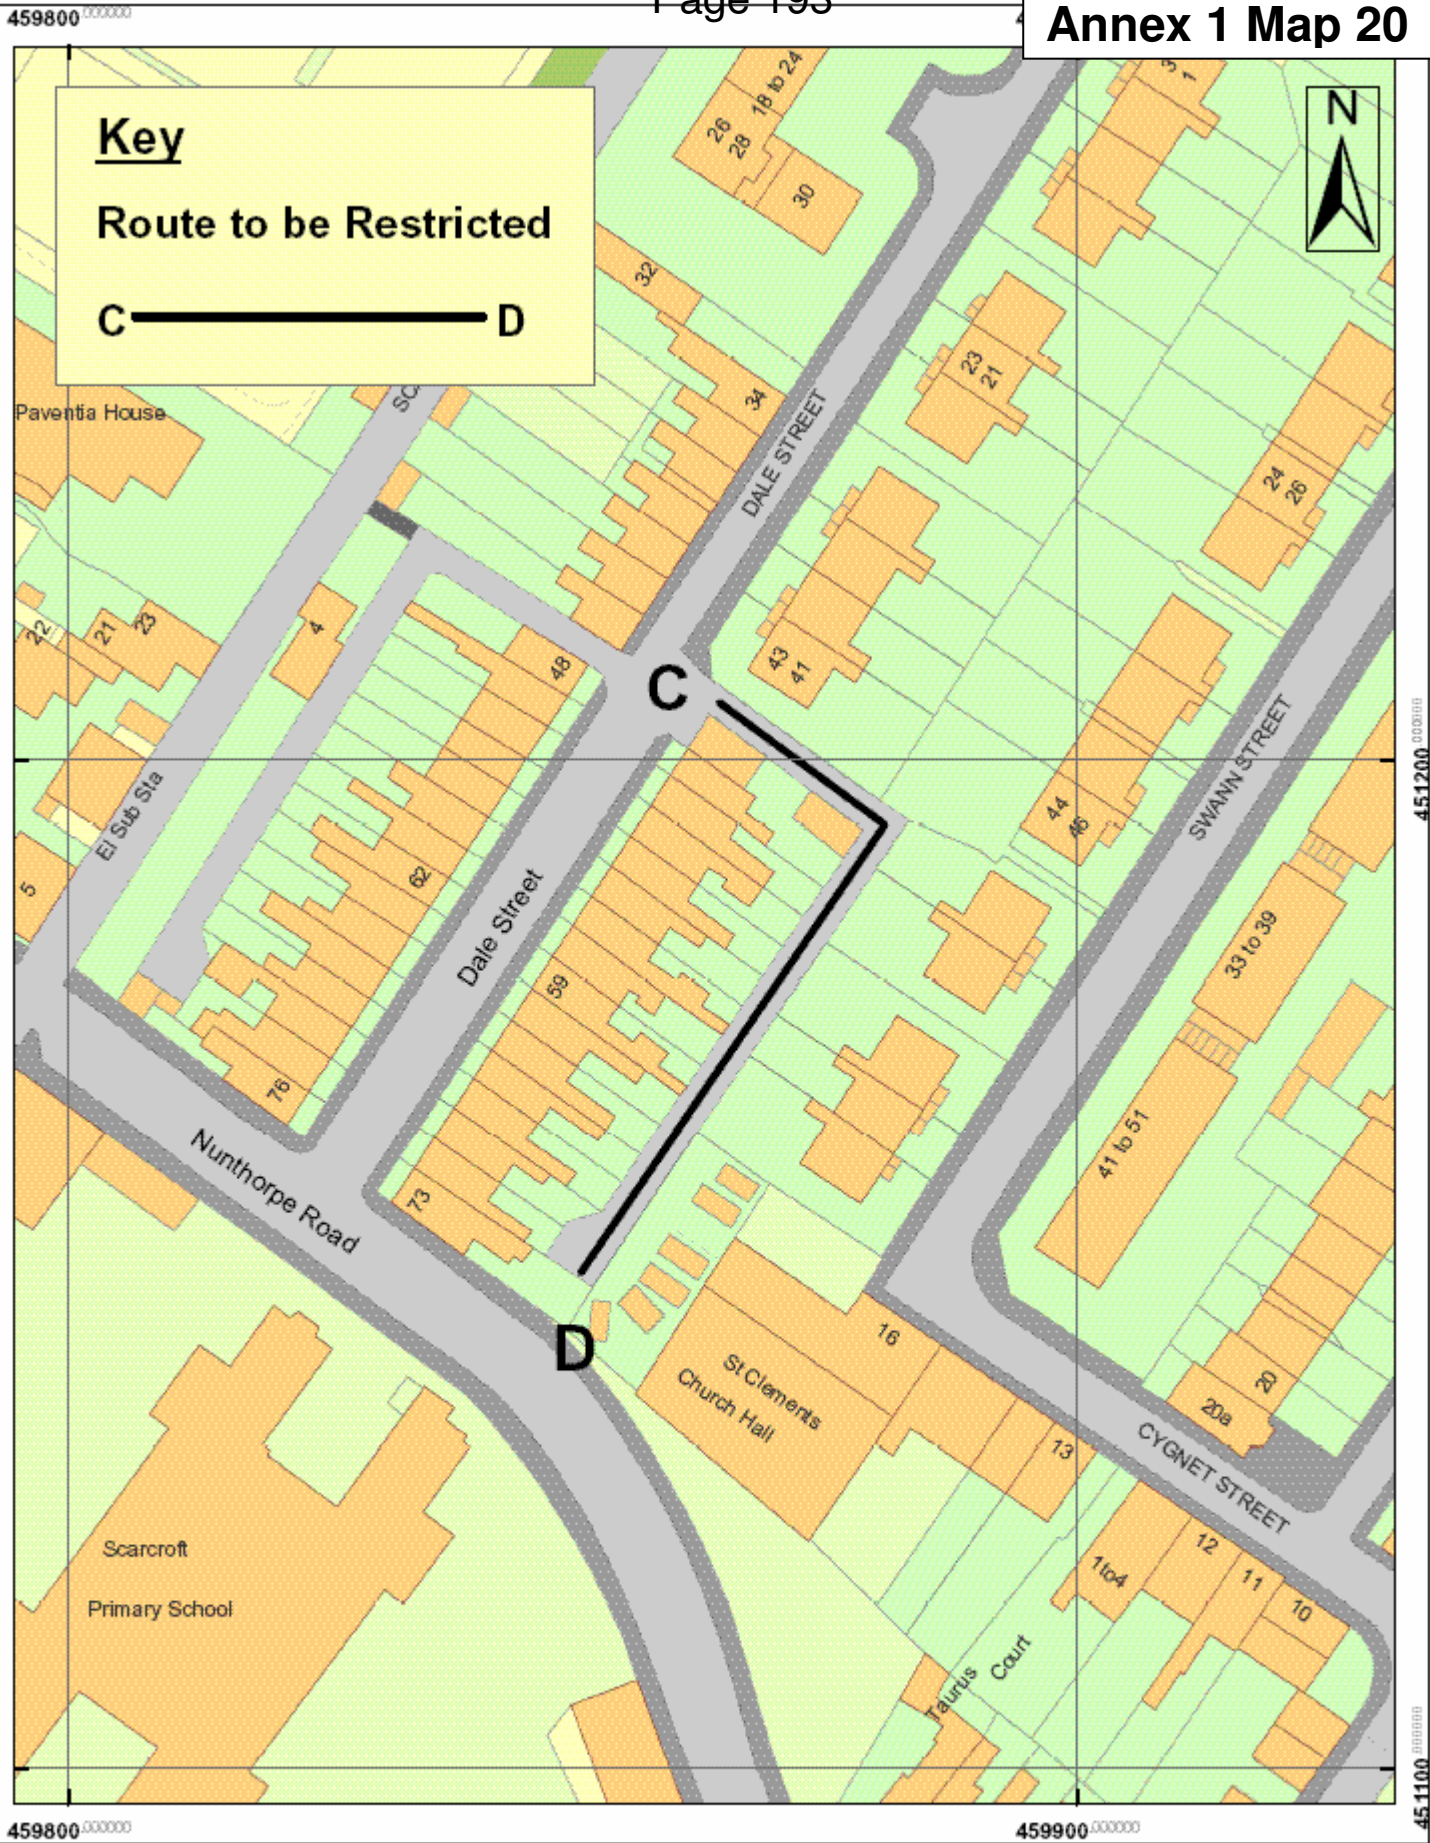 459800
Page 193
Annex 1 Map 20
Key
Route to be Restricted
C D
N
18 to 24
26
28
30
3
1
32
34
DALE STREET
23
21
24
26
Paventia House
22
21
23
4
48
C
43
41
SWANN STREET
451200
44
46
El Sub Sta
5
62
Dale Street
59
33 to 39
76
41 to 51
Nunthorpe Road
73
D
16
St Clements
Church Hall
20
20a
13
CYGNET STREET
Scarcroft
Primary School
1to4
12
11
10
Taurus
Court
451100
459800
459900